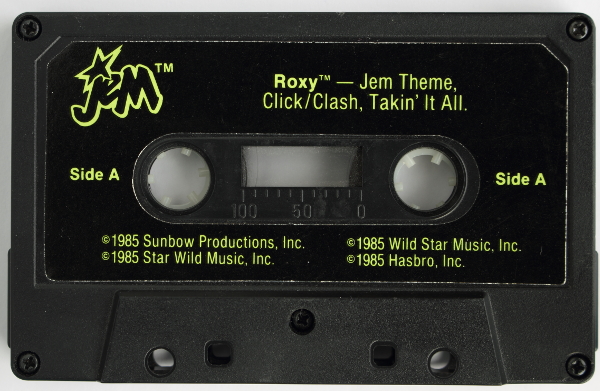 JEM™
Roxy™ — Jem Theme,
Click/Clash, Takin' It All.
Side A
Side A
100 50 0
©1985 Sunbow Productions, Inc.
©1985 Star Wild Music, Inc.
©1985 Wild Star Music, Inc.
©1985 Hasbro, Inc.